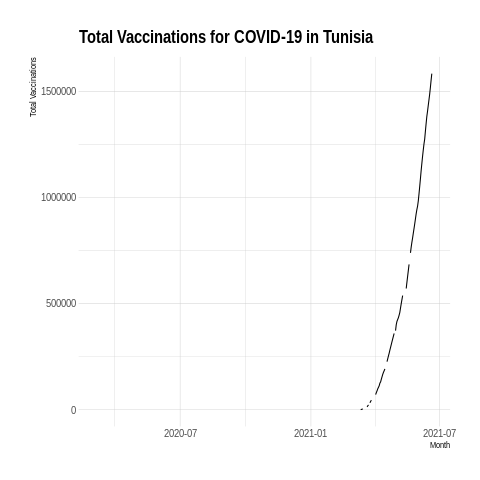 Total Vaccinations for COVID-19 in Tunisia
Total Vaccinations
1500000
1000000
500000
0
2020-07
2021-01
2021-07
Month